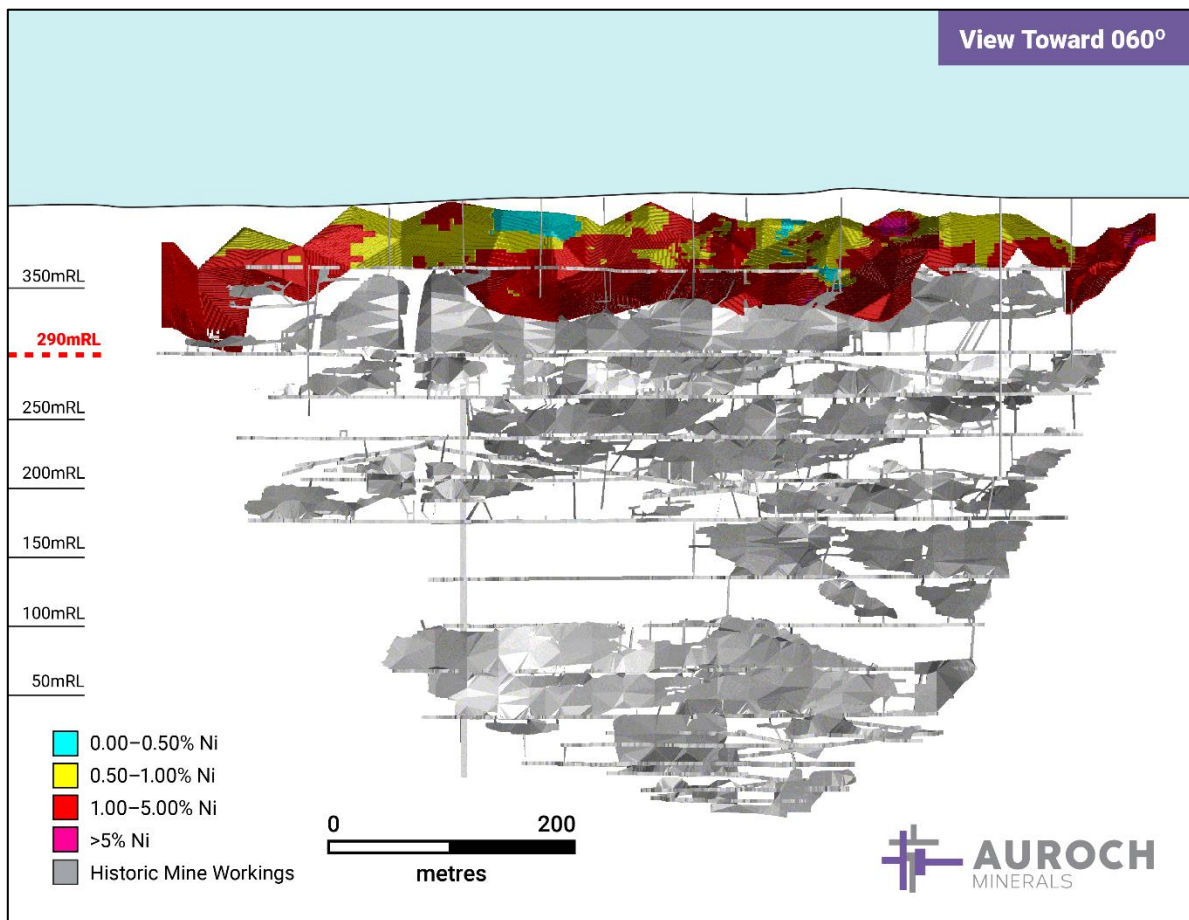 View Toward 060º
350mRL
290mRL
250mRL
200mRL
150mRL
100mRL
50mRL
0.00–0.50% Ni
0.50–1.00% Ni
1.00–5.00% Ni
>5% Ni
Historic Mine Workings
0 200
metres
AUROCH
MINERALS